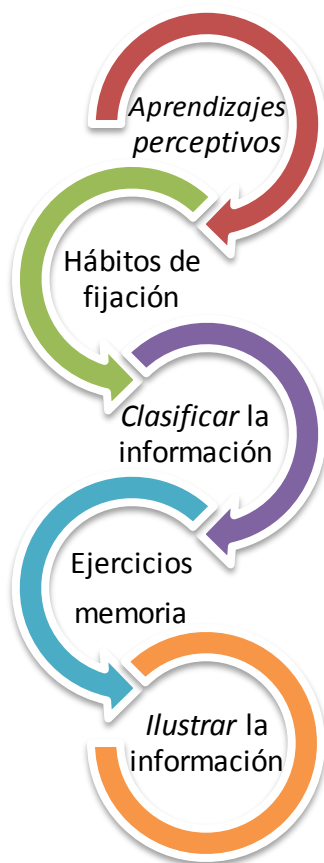 Aprendizajes
perceptivos
Hábitos de
fijación
Clasificar la
información
Ejercicios
memoria
Ilustrar la
información